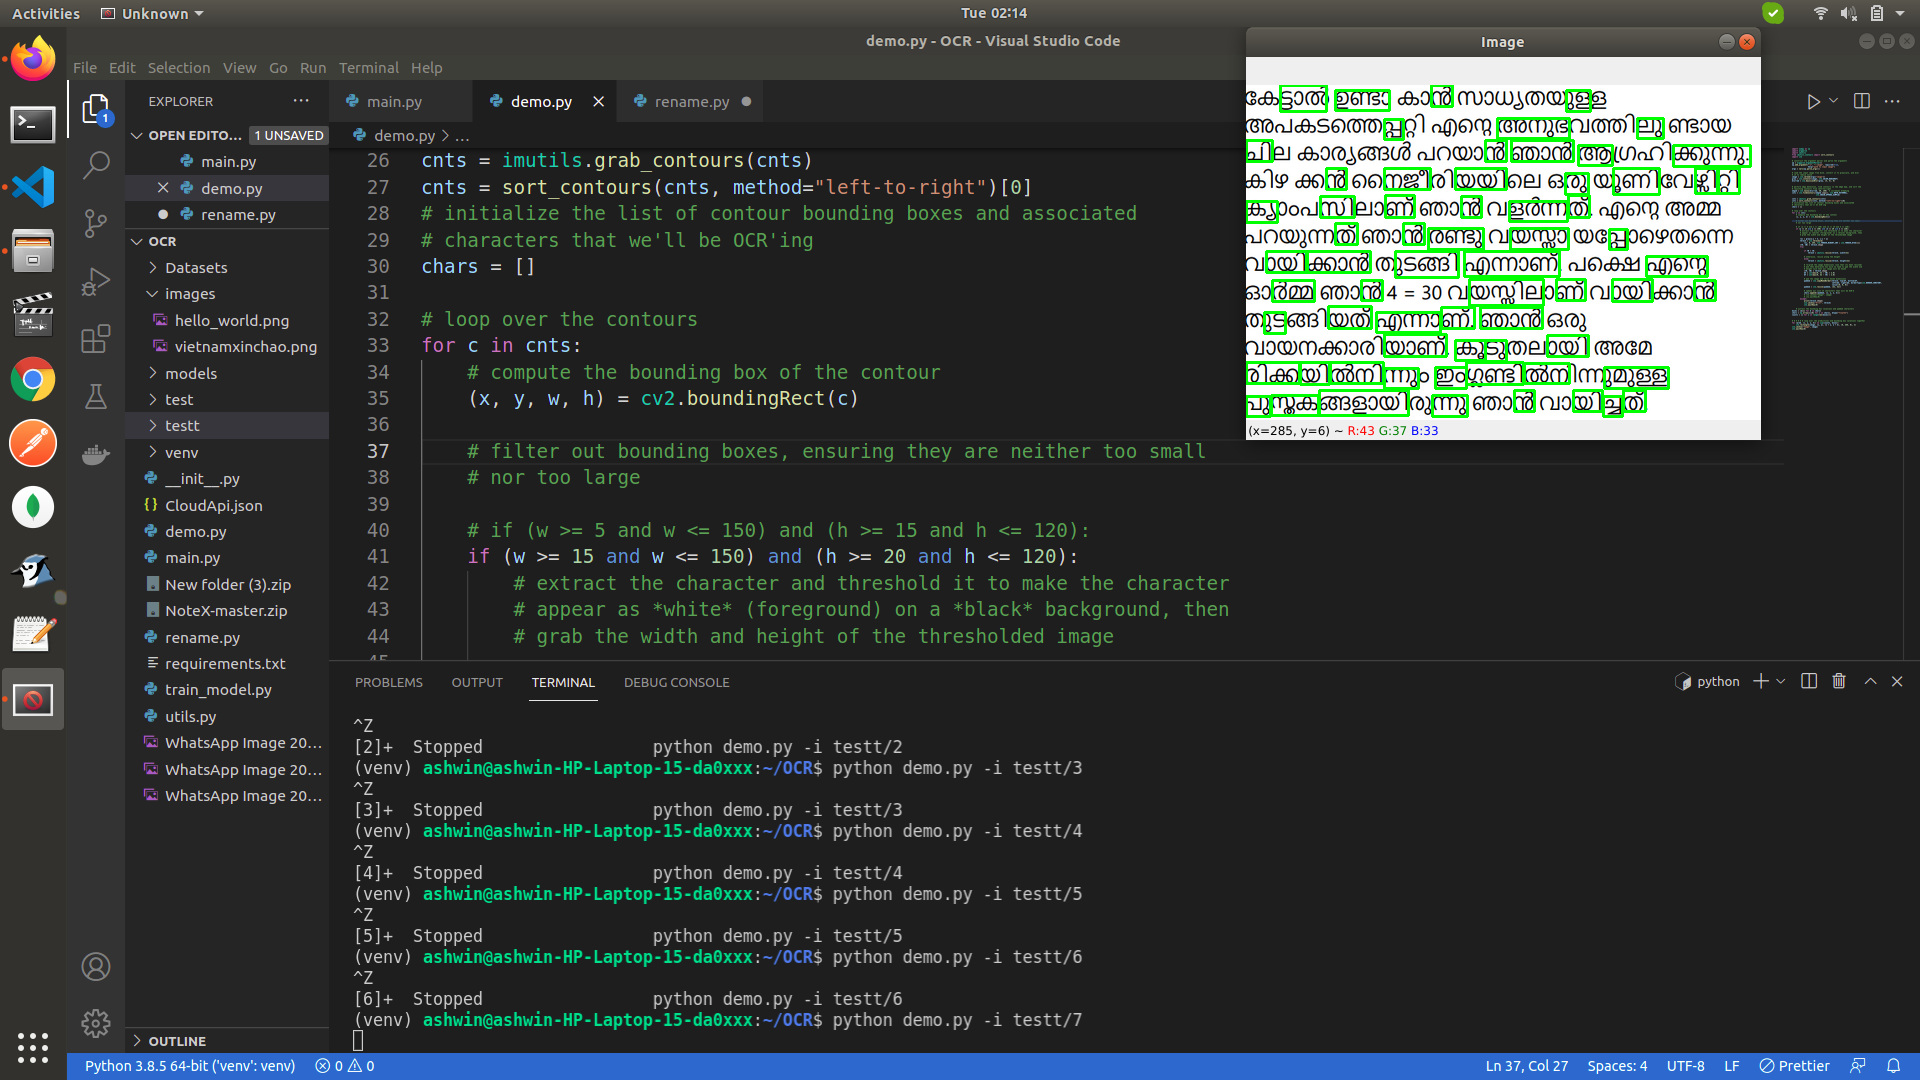 Activities
Unknown
Tue 02:14
demo.py - OCR - Visual Studio Code
File Edit Selection View Go Run Terminal Help
EXPLORER
OPEN EDITO... 1 UNSAVED
main.py
demo.py
rename.py
OCR
Datasets
images
hello_world.png
vietnamxinchao.png
models
test
testt
venv
__init__.py
CloudApi.json
demo.py
main.py
New folder (3).zip
NoteX-master.zip
rename.py
requirements.txt
train_model.py
utils.py
WhatsApp Image 20...
WhatsApp Image 20...
WhatsApp Image 20...
OUTLINE
1
main.py
demo.py
rename.py
demo.py > ...
26 cnts = imutils.grab_contours(cnts)
27 cnts = sort_contours(cnts, method="left-to-right")[0]
28 # initialize the list of contour bounding boxes and associated
29 # characters that we'll be OCR'ing
30 chars = []
31
32 # loop over the contours
33 for c in cnts:
34 # compute the bounding box of the contour
35 (x, y, w, h) = cv2.boundingRect(c)
36
37 # filter out bounding boxes, ensuring they are neither too small
38 # nor too large
39
40 # if (w >= 5 and w <= 150) and (h >= 15 and h <= 120):
41 if (w >= 15 and w <= 150) and (h >= 20 and h <= 120):
42 # extract the character and threshold it to make the character
43 # appear as *white* (foreground) on a *black* background, then
44 # grab the width and height of the thresholded image
Image
കേട്ടാൽ ഉണ്ടാ കാൻ സാധ്യതയുള്ള
അപകടത്തെപ്പറ്റി എന്റെ അനുഭവത്തിലു ണ്ടായ
ചില കാര്യങ്ങൾ പറയാൻ ഞാൻ ആഗ്രഹിക്കുന്നു.
കിഴ ക്കൻ നൈജീരിയയിലെ ഒരു യൂണിവേഴ്സിറ്റി
ക്യാംപസിലാണ് ഞാൻ വളർന്നത്. എന്റെ അമ്മ
പറയുന്നത് ഞാൻ രണ്ടു വയസ്സാ യപ്പോഴെതന്നെ
വായിക്കാൻ തുടങ്ങി എന്നാണ്. പക്ഷെ എന്റെ
ഓർമ്മ ഞാൻ 4 = 30 വയസ്സിലാണ് വായിക്കാൻ
തുടങ്ങിയത് എന്നാണ്. ഞാൻ ഒരു
വായനക്കാരിയാണ്. കൂടുതലായി അമേ
രിക്കയിൽനിന്നും ഇംഗ്ലണ്ടിൽനിന്നുമുള്ള
പുസ്തകങ്ങളായിരുന്നു ഞാൻ വായിച്ചത്.
(x=285, y=6) ~ R:43 G:37 B:33
PROBLEMS OUTPUT TERMINAL DEBUG CONSOLE
python
^Z
[2]+ Stopped python demo.py -i testt/2
(venv) ashwin@ashwin-HP-Laptop-15-da0xxx:~/OCR$ python demo.py -i testt/3
^Z
[3]+ Stopped python demo.py -i testt/3
(venv) ashwin@ashwin-HP-Laptop-15-da0xxx:~/OCR$ python demo.py -i testt/4
^Z
[4]+ Stopped python demo.py -i testt/4
(venv) ashwin@ashwin-HP-Laptop-15-da0xxx:~/OCR$ python demo.py -i testt/5
^Z
[5]+ Stopped python demo.py -i testt/5
(venv) ashwin@ashwin-HP-Laptop-15-da0xxx:~/OCR$ python demo.py -i testt/6
^Z
[6]+ Stopped python demo.py -i testt/6
(venv) ashwin@ashwin-HP-Laptop-15-da0xxx:~/OCR$ python demo.py -i testt/7
Python 3.8.5 64-bit ('venv': venv) 0 0
Ln 37, Col 27 Spaces: 4 UTF-8 LF Python Prettier